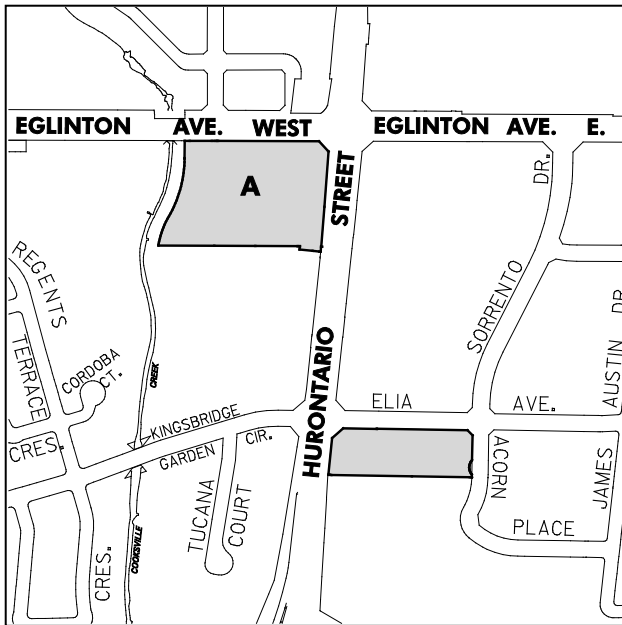 EGLINTON AVE. WEST EGLINTON AVE. E.
A
STREET
DR.
SORRENTO
REGENTS
TERRACE
CORDOBA
CT.
CREEK
AUSTIN DR.
ELIA AVE.
HURONTARIO
KINGSBRIDGE
GARDEN CIR.
CRES.
TUCANA
COURT
ACORN
PLACE
JAMES
CRES.
COOKSVILLE